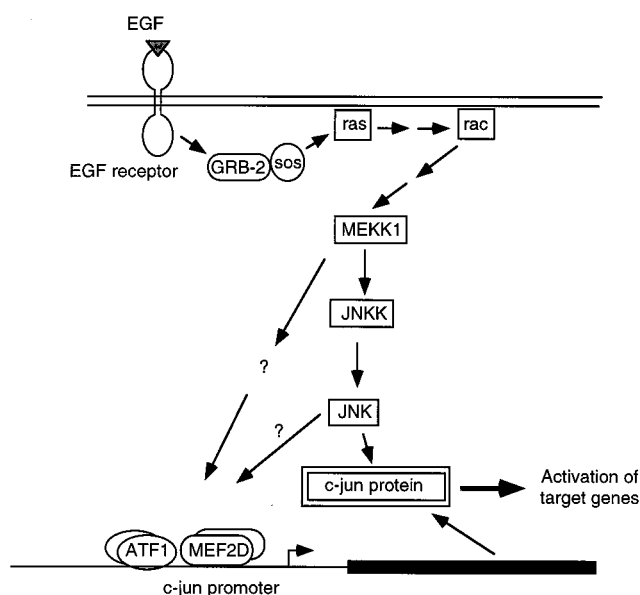 EGF
EGF receptor
GRB-2
sos
ras
rac
MEKK1
JNKK
?
JNK
?
c-jun protein
Activation of
target genes
ATF1
MEF2D
c-jun promoter